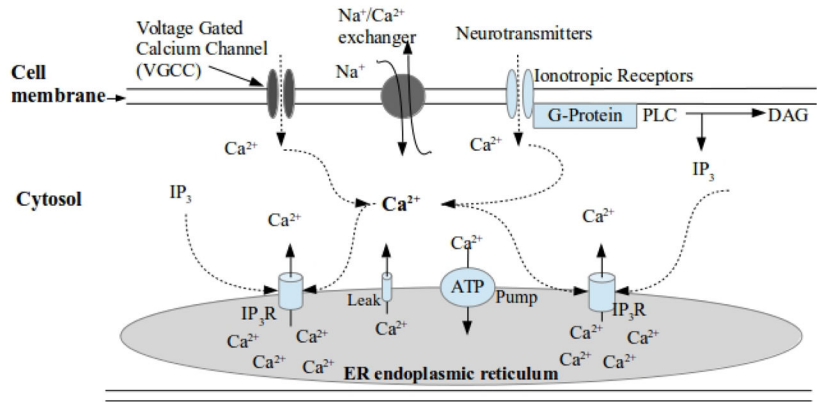 Voltage Gated
Calcium Channel
(VGCC)
Na⁺/Ca²⁺
exchanger
Neurotransmitters
Cell
membrane
Na⁺
Ionotropic Receptors
G-Protein
PLC
DAG
Ca²⁺
Ca²⁺
IP₃
Cytosol
IP₃
Ca²⁺
Ca²⁺
Ca²⁺
Ca²⁺
Leak
ATP
Pump
IP₃R
Ca²⁺
IP₃R
Ca²⁺
Ca²⁺
Ca²⁺
Ca²⁺
Ca²⁺
Ca²⁺
Ca²⁺
Ca²⁺
ER endoplasmic reticulum